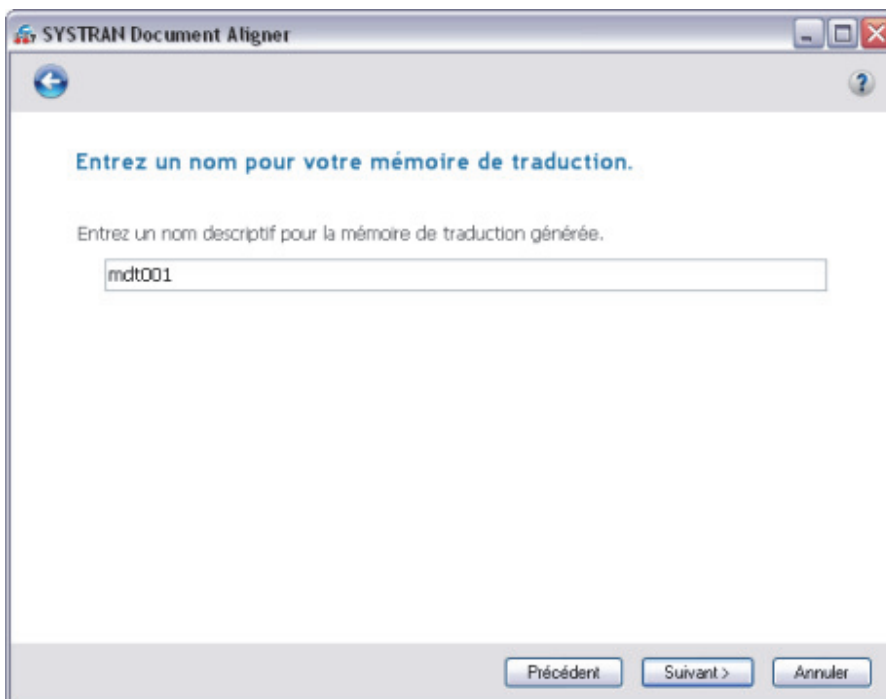 SYSTRAN Document Aligner
Entrez un nom pour votre mémoire de traduction.
Entrez un nom descriptif pour la mémoire de traduction générée.
mdt001
Précédent Suivant > Annuler